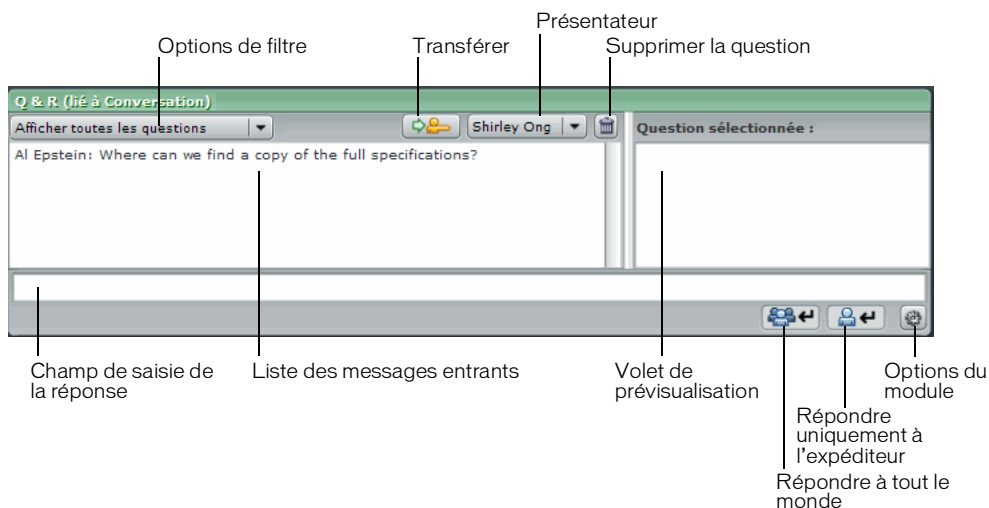 Présentateur
Options de filtre
Transférer
Supprimer la question
Q & R (lié à Conversation)
Afficher toutes les questions
Shirley Ong
Question sélectionnée :
Al Epstein: Where can we find a copy of the full specifications?
Champ de saisie de
la réponse
Liste des messages entrants
Volet de
prévisualisation
Options du
module
Répondre
uniquement à
l'expéditeur
Répondre à tout le
monde